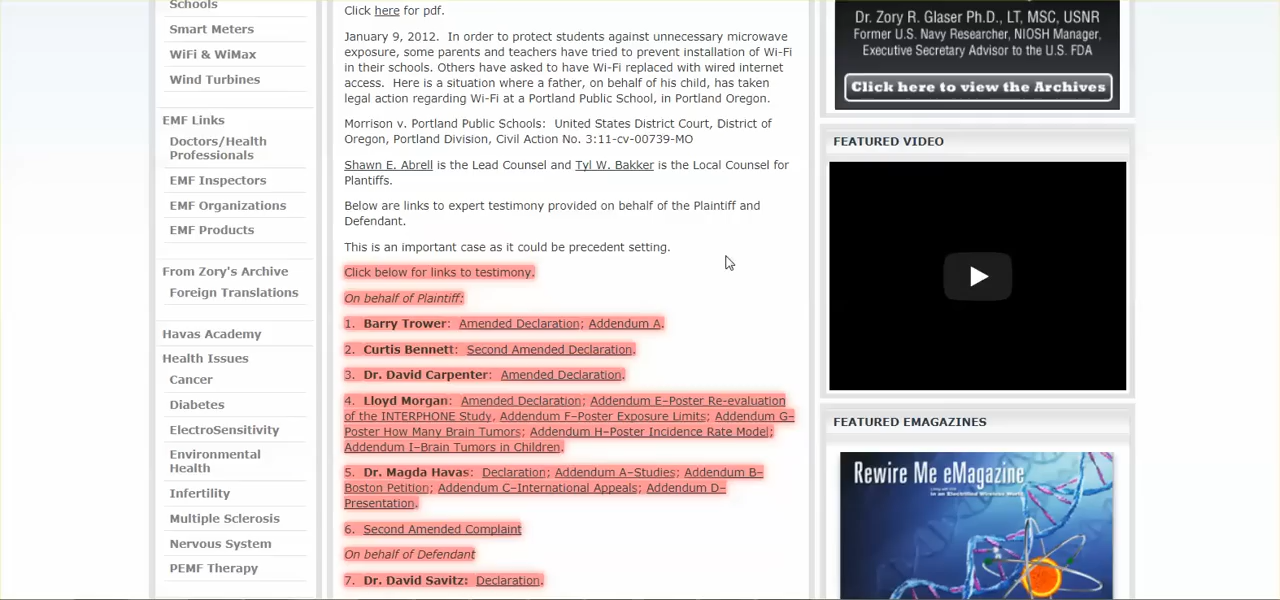 Schools
Smart Meters
WiFi & WiMax
Wind Turbines
EMF Links
Doctors/Health
Professionals
EMF Inspectors
EMF Organizations
EMF Products
From Zory's Archive
Foreign Translations
Havas Academy
Health Issues
Cancer
Diabetes
ElectroSensitivity
Environmental
Health
Infertility
Multiple Sclerosis
Nervous System
PEMF Therapy
Click here for pdf.
January 9, 2012.  In order to protect students against unnecessary microwave
exposure, some parents and teachers have tried to prevent installation of Wi-Fi
in their schools. Others have asked to have Wi-Fi replaced with wired internet
access.  Here is a situation where a father, on behalf of his child, has taken
legal action regarding Wi-Fi at a Portland Public School, in Portland Oregon.
Morrison v. Portland Public Schools:  United States District Court, District of
Oregon, Portland Division, Civil Action No. 3:11-cv-00739-MO
Shawn E. Abrell is the Lead Counsel and Tyl W. Bakker is the Local Counsel for
Plantiffs.
Below are links to expert testimony provided on behalf of the Plaintiff and
Defendant.
This is an important case as it could be precedent setting.
Click below for links to testimony.
On behalf of Plaintiff:
1.  Barry Trower:  Amended Declaration; Addendum A.
2.  Curtis Bennett:  Second Amended Declaration.
3.  Dr. David Carpenter:  Amended Declaration.
4.  Lloyd Morgan:  Amended Declaration; Addendum E–Poster Re-evaluation
of the INTERPHONE Study, Addendum F–Poster Exposure Limits; Addendum G–
Poster How Many Brain Tumors; Addendum H–Poster Incidence Rate Model;
Addendum I–Brain Tumors in Children.
5.  Dr. Magda Havas:  Declaration; Addendum A–Studies; Addendum B–
Boston Petition; Addendum C–International Appeals; Addendum D–
Presentation.
6.  Second Amended Complaint
On behalf of Defendant
7.  Dr. David Savitz:  Declaration.
Dr. Zory R. Glaser Ph.D., LT, MSC, USNR
Former U.S. Navy Researcher, NIOSH Manager,
Executive Secretary Advisor to the U.S. FDA
Click here to view the Archives
FEATURED VIDEO
FEATURED EMAGAZINES
Rewire Me eMagazine